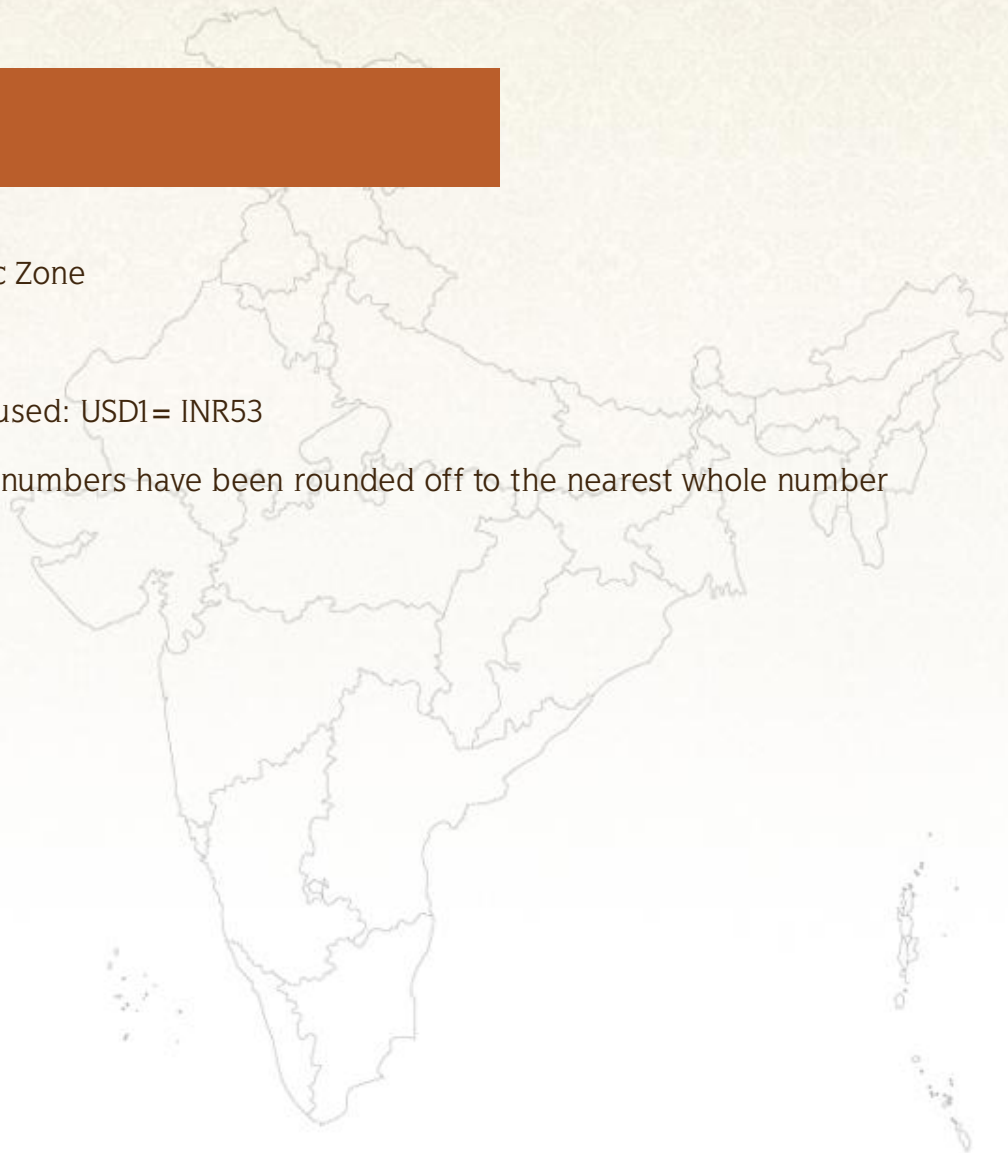 c Zone
used: USD1= INR53
numbers have been rounded off to the nearest whole number